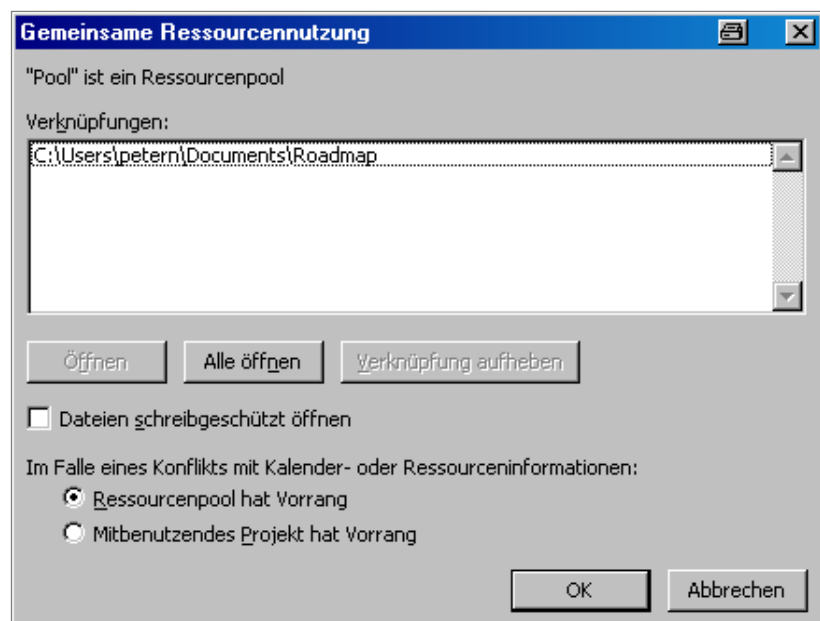 Gemeinsame Ressourcennutzung
"Pool" ist ein Ressourcenpool
Verknüpfungen:
C:\Users\petern\Documents\Roadmap
Öffnen Alle öffnen Verknüpfung aufheben
Dateien schreibgeschützt öffnen
Im Falle eines Konflikts mit Kalender- oder Ressourceninformationen:
Ressourcenpool hat Vorrang
Mitbenutzendes Projekt hat Vorrang
OK Abbrechen